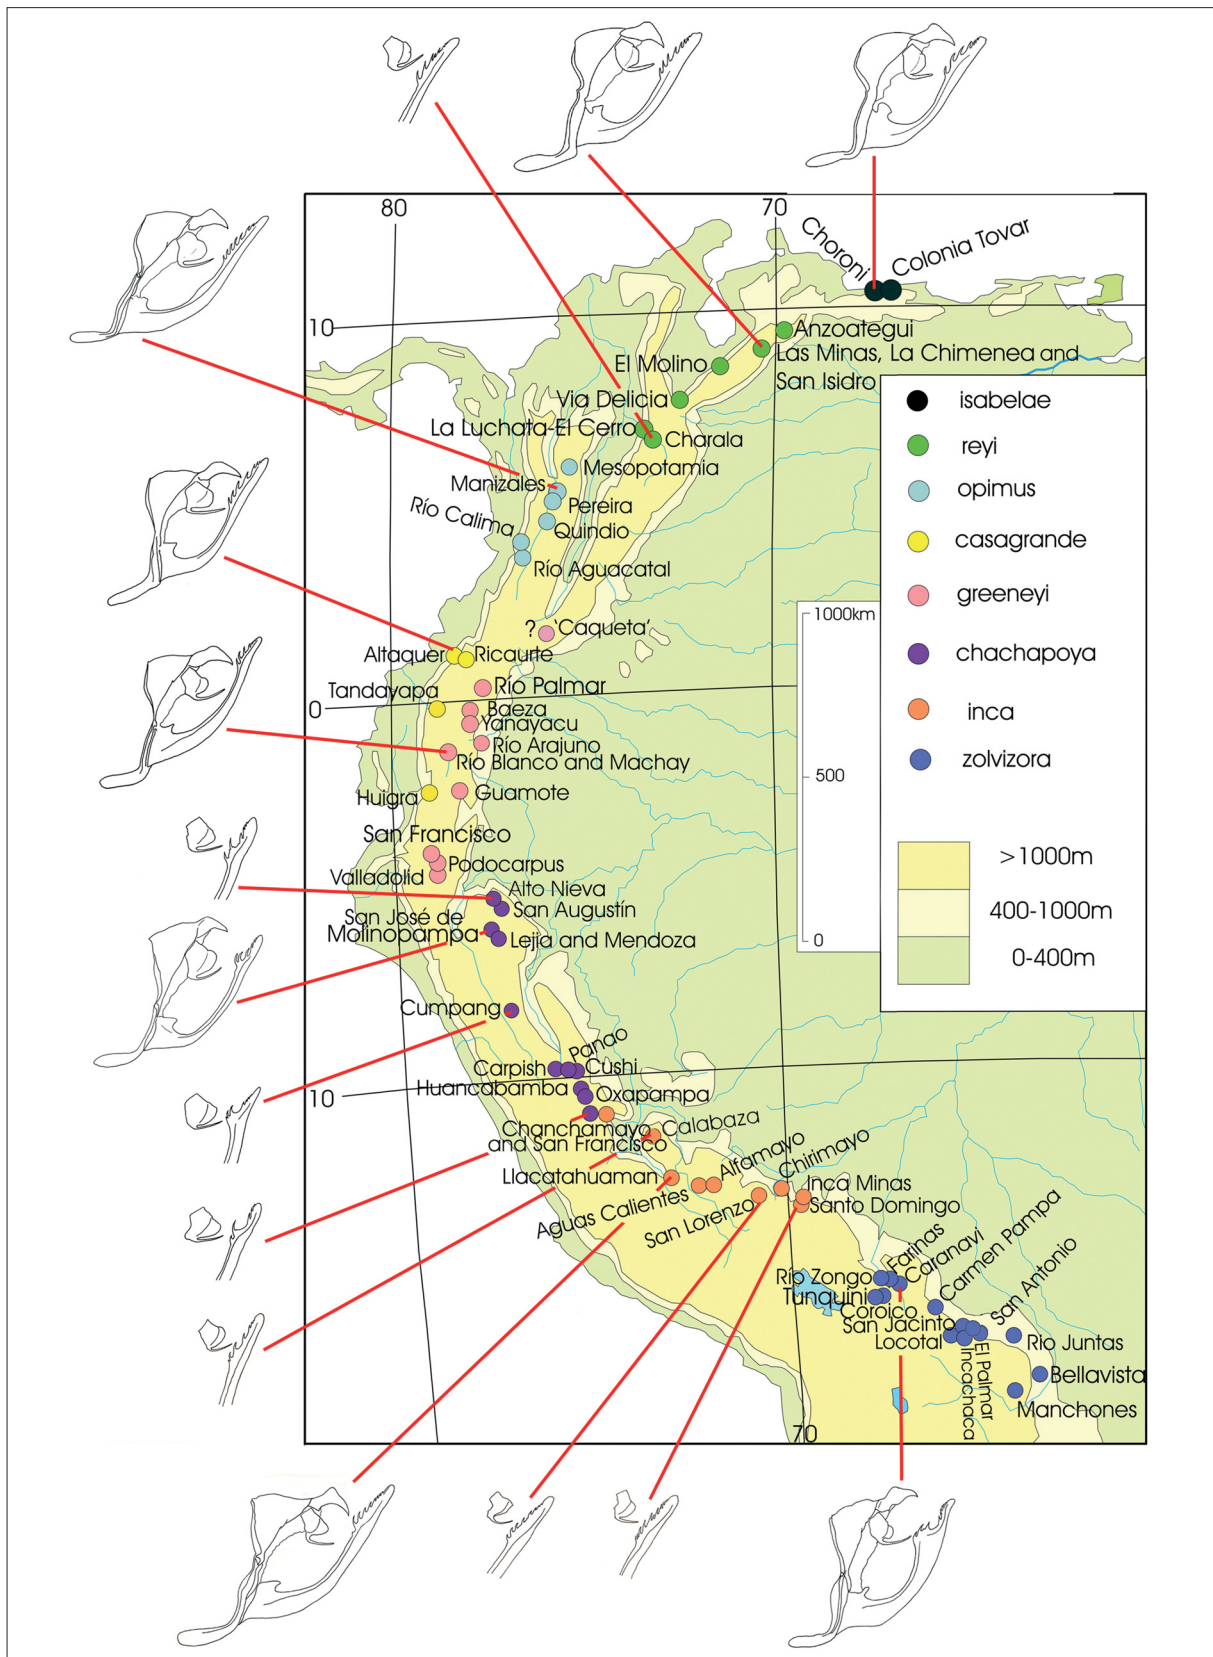 80
70
Choroni
Colonia Tovar
10
Anzoategui
Las Minas, La Chimenea and
San Isidro
El Molino
Via Delicia
La Luchata-El Cerro
Charala
Mesopotamia
Manizales
Pereira
Río Calima
Quindio
Río Aguacatal
? 'Caqueta'
Altaquer
Ricaurte
Tandayapa
Río Palmar
0
Baeza
Yanayacu
Río Arajuno
Río Blanco and Machay
Huigra
Guamote
San Francisco
Podocarpus
Valladolid
Alto Nieva
San Augustín
San José de
Molinopampa
Lejia and Mendoza
Cumpang
Panao
Carpish
Cushi
Huancabamba
10
Oxapampa
Chanchamayo
and San Francisco
Calabaza
Llacatahuaman
Alfamayo
Chirimayo
Aguas Calientes
San Lorenzo
Inca Minas
Santo Domingo
Farinas
Caranavi
Carmen Pampa
San Antonio
Río Zongo
Tunquini
Coroico
San Jacinto
Locotal
Incachaca
El Palmar
Rio Juntas
Bellavista
Manchones
70
isabelae
reyi
opimus
casagrande
greeneyi
chachapoya
inca
zolvizora
1000km
500
0
>1000m
400-1000m
0-400m